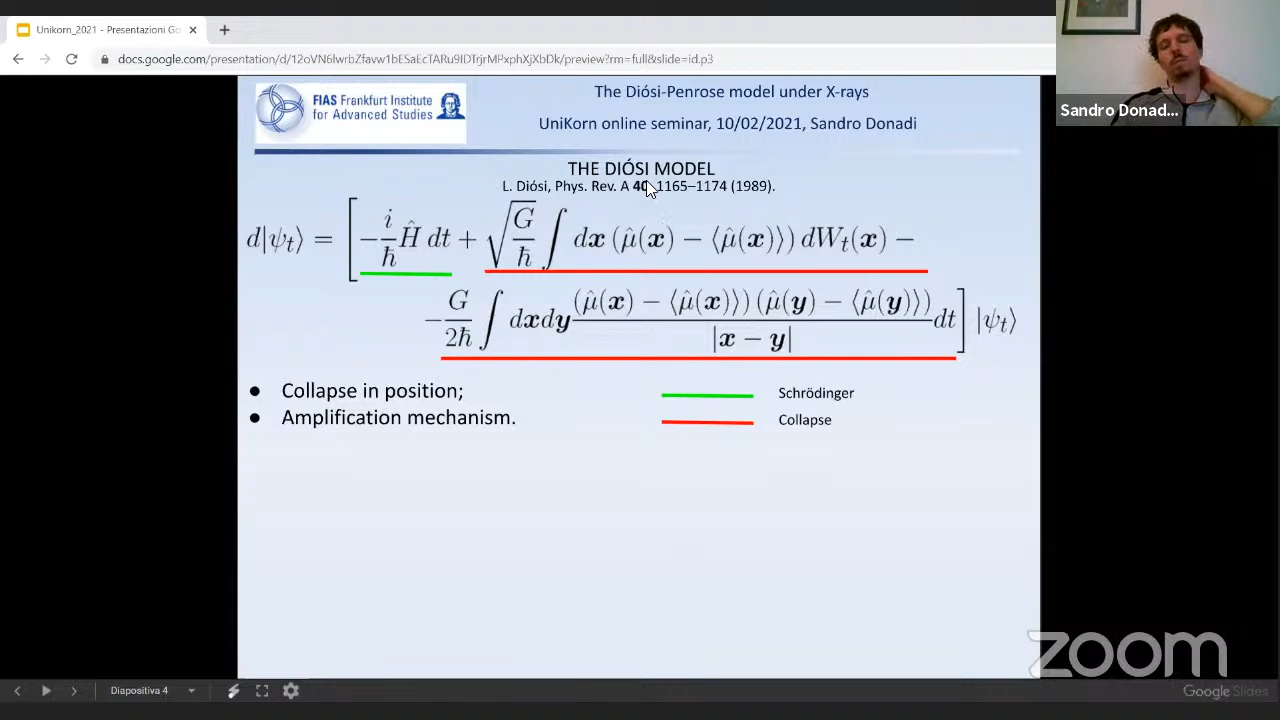 Unikorn_2021 - Presentazioni Go
docs.google.com/presentation/d/12oVN6lwrbZfavw1bESaEcTARu9IDTjrJrMPxphXjXbDk/preview?rm=full&slide=id.p3
Sandro Donad...
FIAS Frankfurt Institute
for Advanced Studies
The Diósi-Penrose model under X-rays
UniKorn online seminar, 10/02/2021, Sandro Donadi
THE DIÓSI MODEL
L. Diósi, Phys. Rev. A 40, 1165–1174 (1989).
d|ψ_t⟩ = [ −(i/ħ) Ĥ dt + √(G/ħ) ∫ dx (μ̂(x) − ⟨μ̂(x)⟩) dW_t(x) −
− (G/2ħ) ∫ dxdy ((μ̂(x) − ⟨μ̂(x)⟩) (μ̂(y) − ⟨μ̂(y)⟩) / |x − y|) dt ] |ψ_t⟩
● Collapse in position;
● Amplification mechanism.
Schrödinger
Collapse
zoom
Diapositiva 4
Google Slides